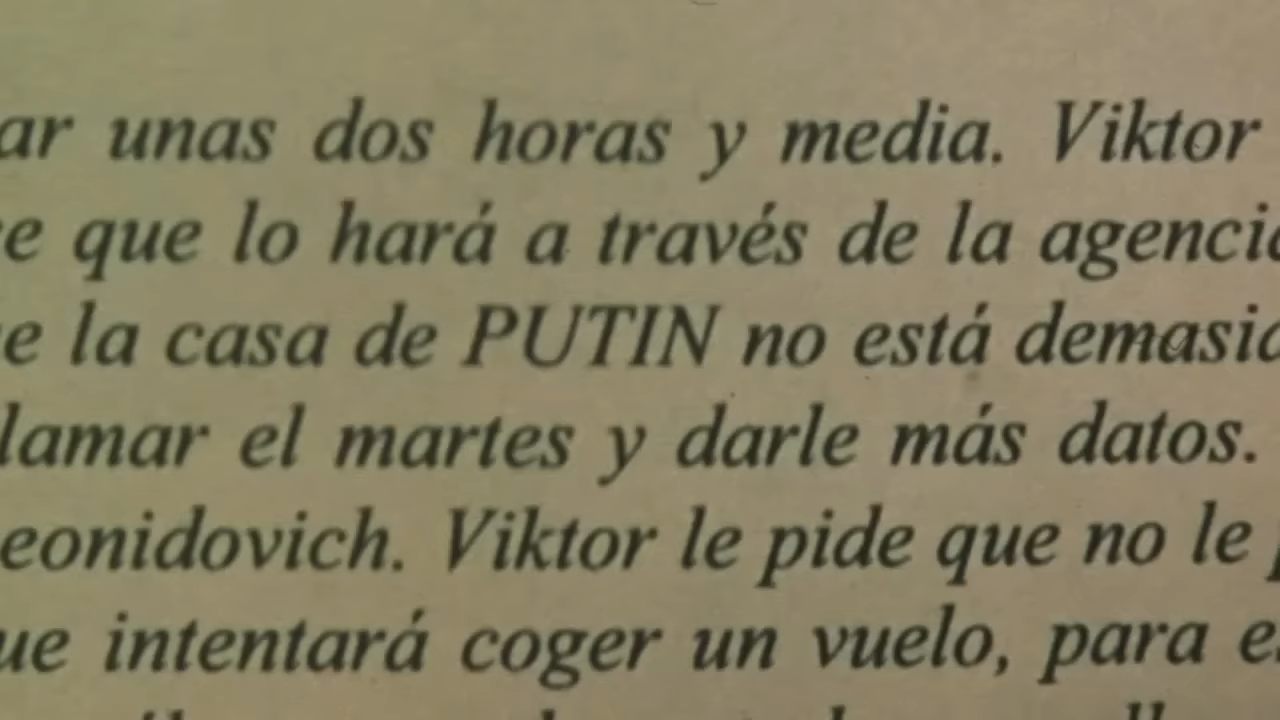 ar unas dos horas y media. Viktor
e que lo hará a través de la agenci
e la casa de PUTIN no está demasi
lamar el martes y darle más datos.
eonidovich. Viktor le pide que no le
ue intentará coger un vuelo, para e